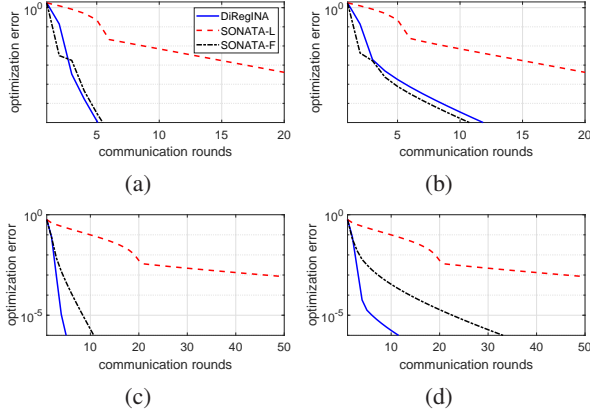 optimization error
10^0
DiRegINA
SONATA-L
SONATA-F
5 10 15 20
communication rounds
(a)
optimization error
10^0
5 10 15 20
communication rounds
(b)
optimization error
10^0
10^-5
10 20 30 40 50
communication rounds
(c)
optimization error
10^0
10^-5
10 20 30 40 50
communication rounds
(d)